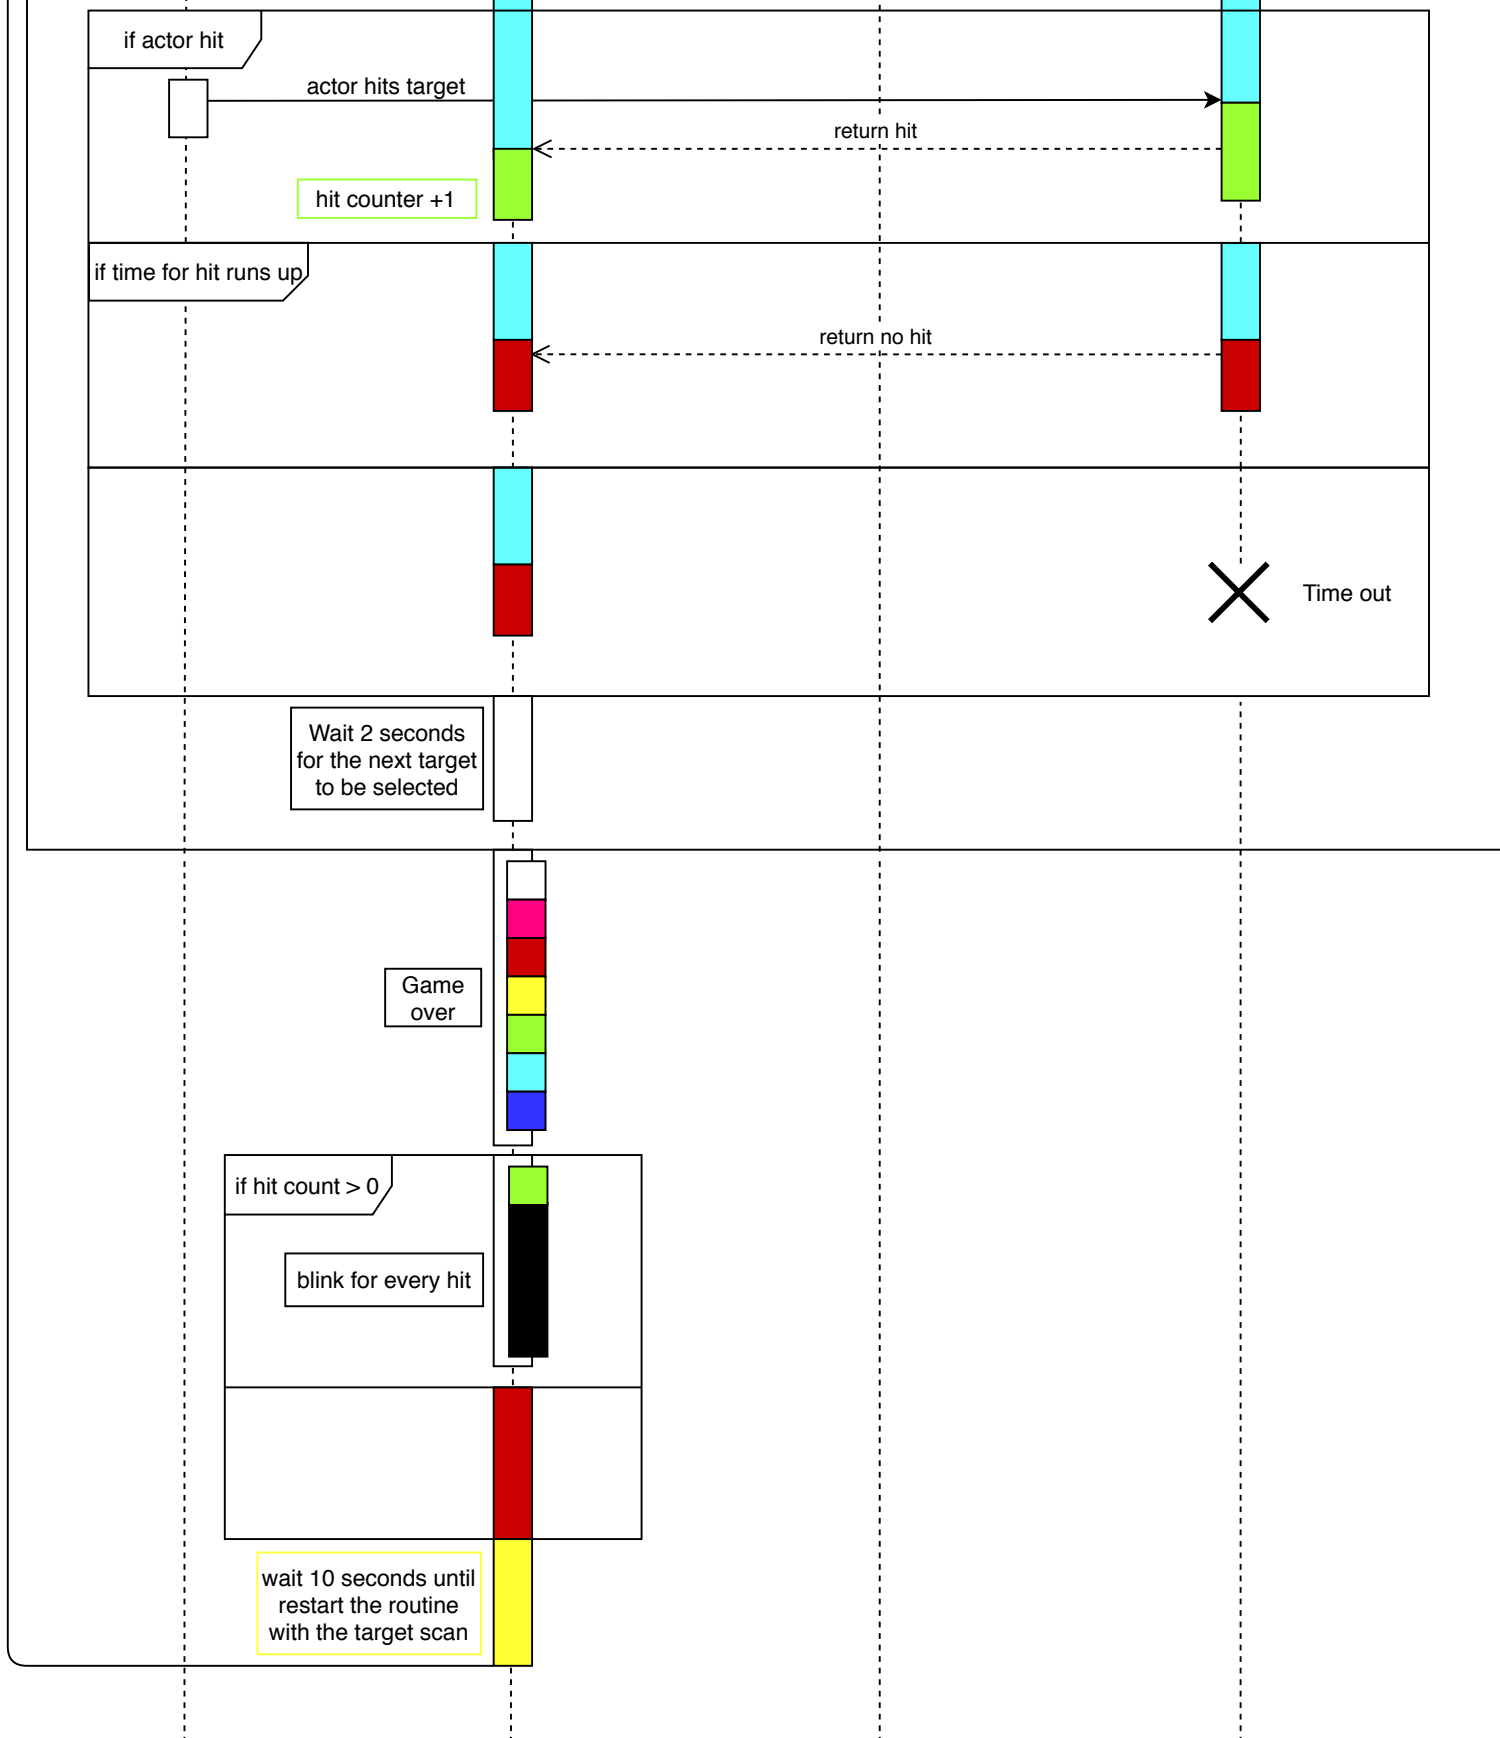 if actor hit
actor hits target
return hit
hit counter +1
if time for hit runs up
return no hit
Time out
Wait 2 seconds
for the next target
to be selected
Game
over
if hit count > 0
blink for every hit
wait 10 seconds until
restart the routine
with the target scan